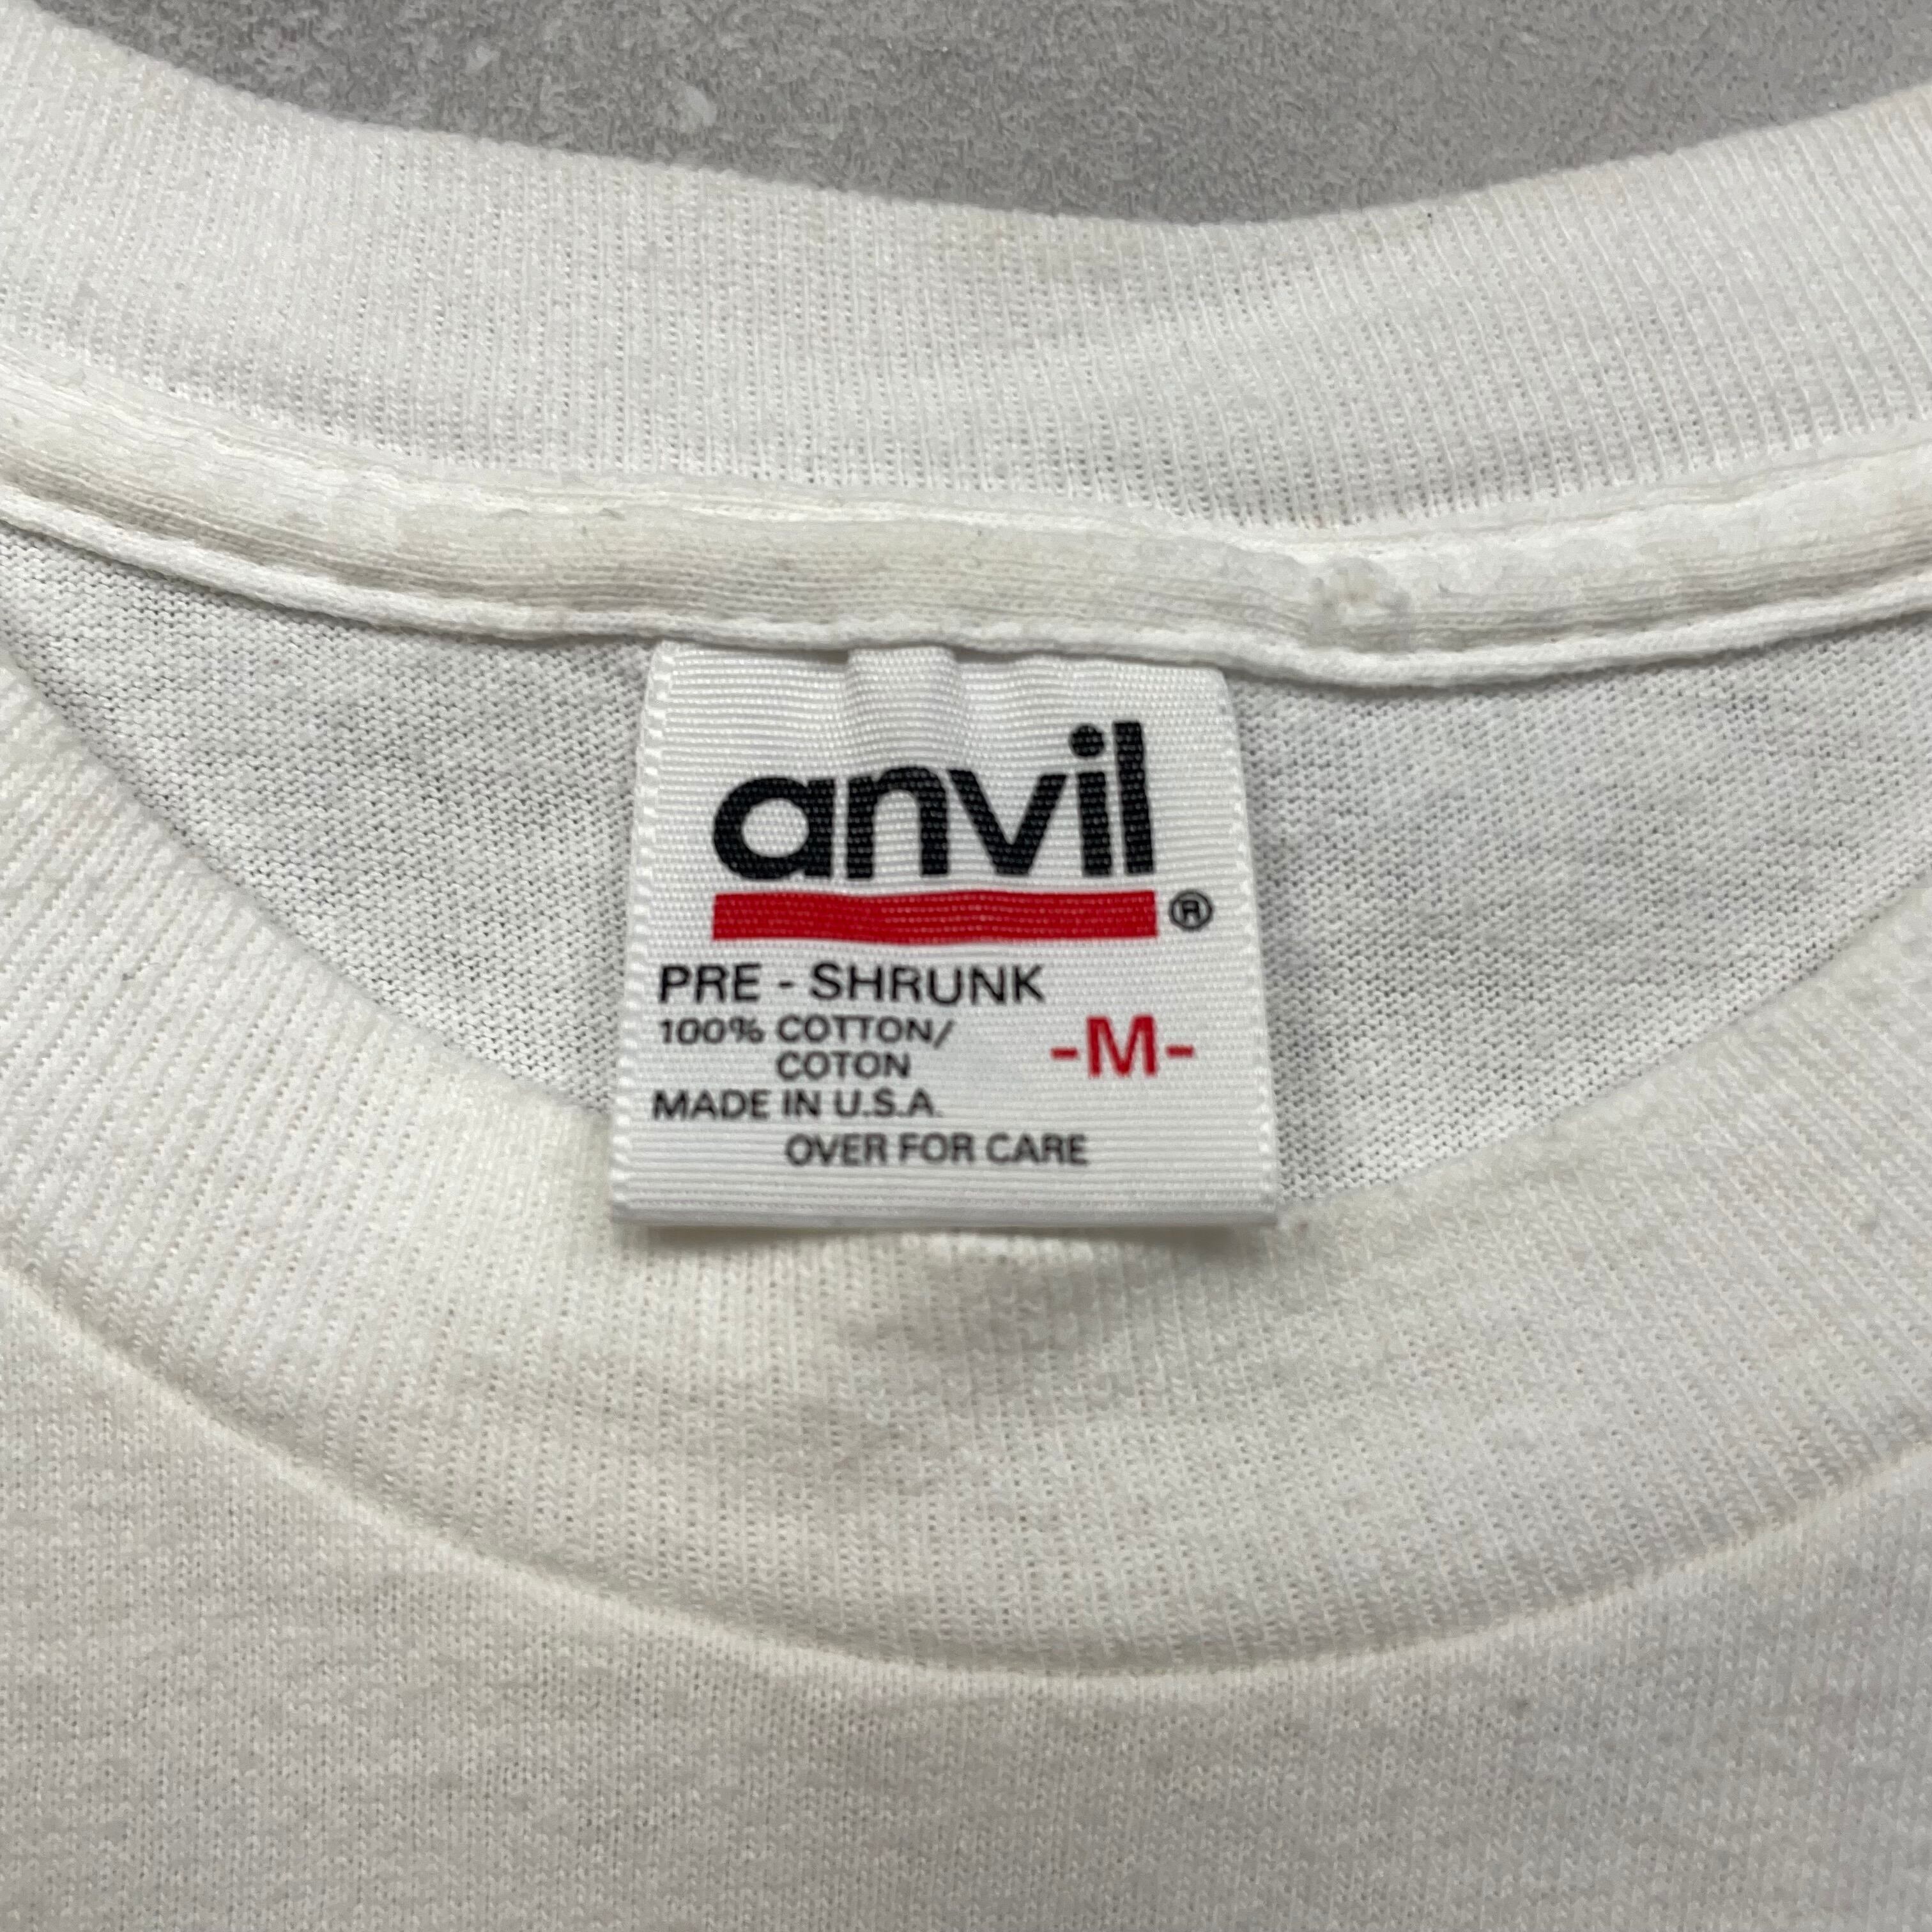 anvil ®
PRE - SHRUNK
100% COTTON/ -M-
COTON
MADE IN U.S.A.
OVER FOR CARE